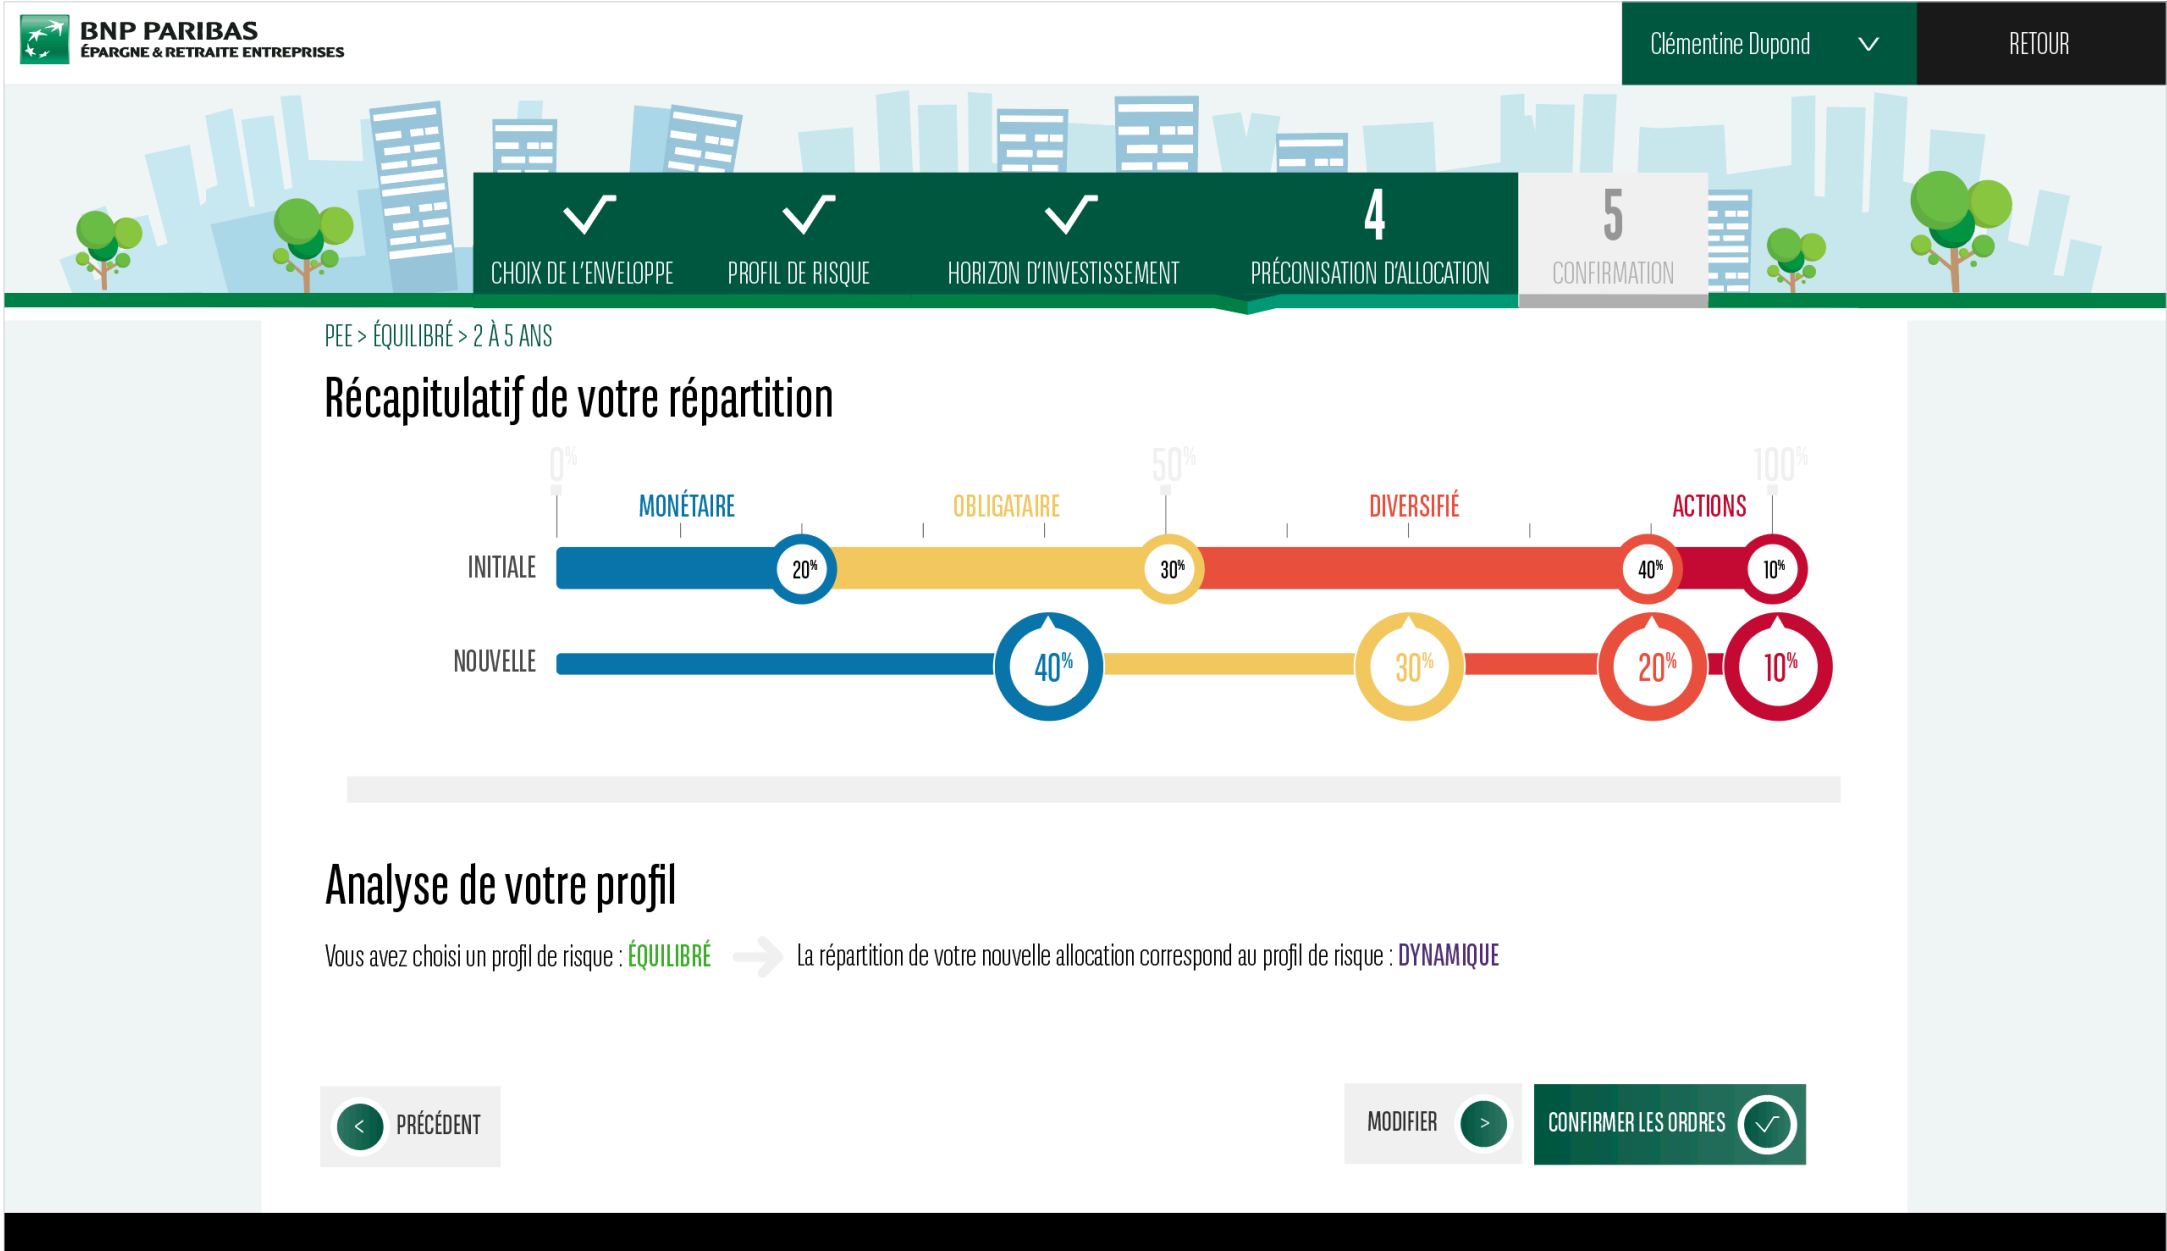 BNP PARIBAS
ÉPARGNE & RETRAITE ENTREPRISES
Clémentine Dupond
RETOUR
4
5
CHOIX DE L'ENVELOPPE
PROFIL DE RISQUE
HORIZON D'INVESTISSEMENT
PRÉCONISATION D'ALLOCATION
CONFIRMATION
PEE > ÉQUILIBRÉ > 2 À 5 ANS
Récapitulatif de votre répartition
0%
50%
100%
MONÉTAIRE
OBLIGATAIRE
DIVERSIFIÉ
ACTIONS
INITIALE
20%
30%
40%
10%
NOUVELLE
40%
30%
20%
10%
Analyse de votre profil
Vous avez choisi un profil de risque : ÉQUILIBRÉ
La répartition de votre nouvelle allocation correspond au profil de risque : DYNAMIQUE
< PRÉCÉDENT
MODIFIER >
CONFIRMER LES ORDRES